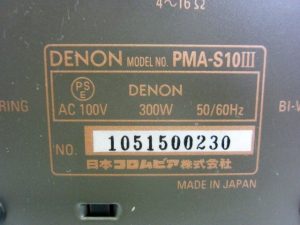 4~16Ω
DENON MODEL NO. PMA-S10III
PS
E
DENON
RING
BI-W
AC 100V 300W 50/60Hz
NO. 1051500230
日本コロムビア株式会社
MADE IN JAPAN